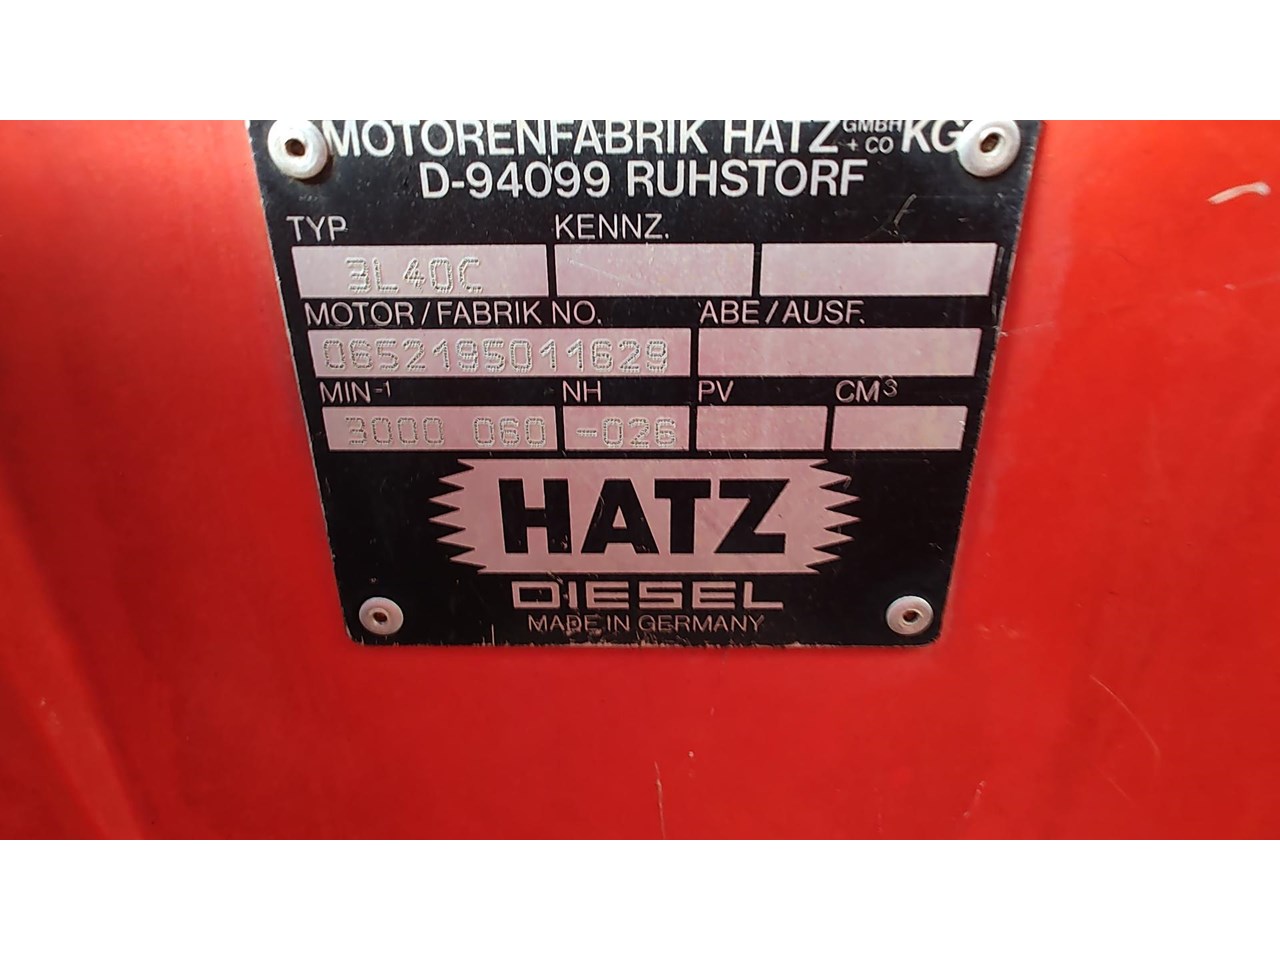 MOTORENFABRIK HATZ GMBH + CO KG
D-94099 RUHSTORF
TYP KENNZ.
3L40C
MOTOR / FABRIK NO. ABE / AUSF.
0652195011629
MIN-1 NH PV CM3
3000 060 -026
HATZ
DIESEL
MADE IN GERMANY